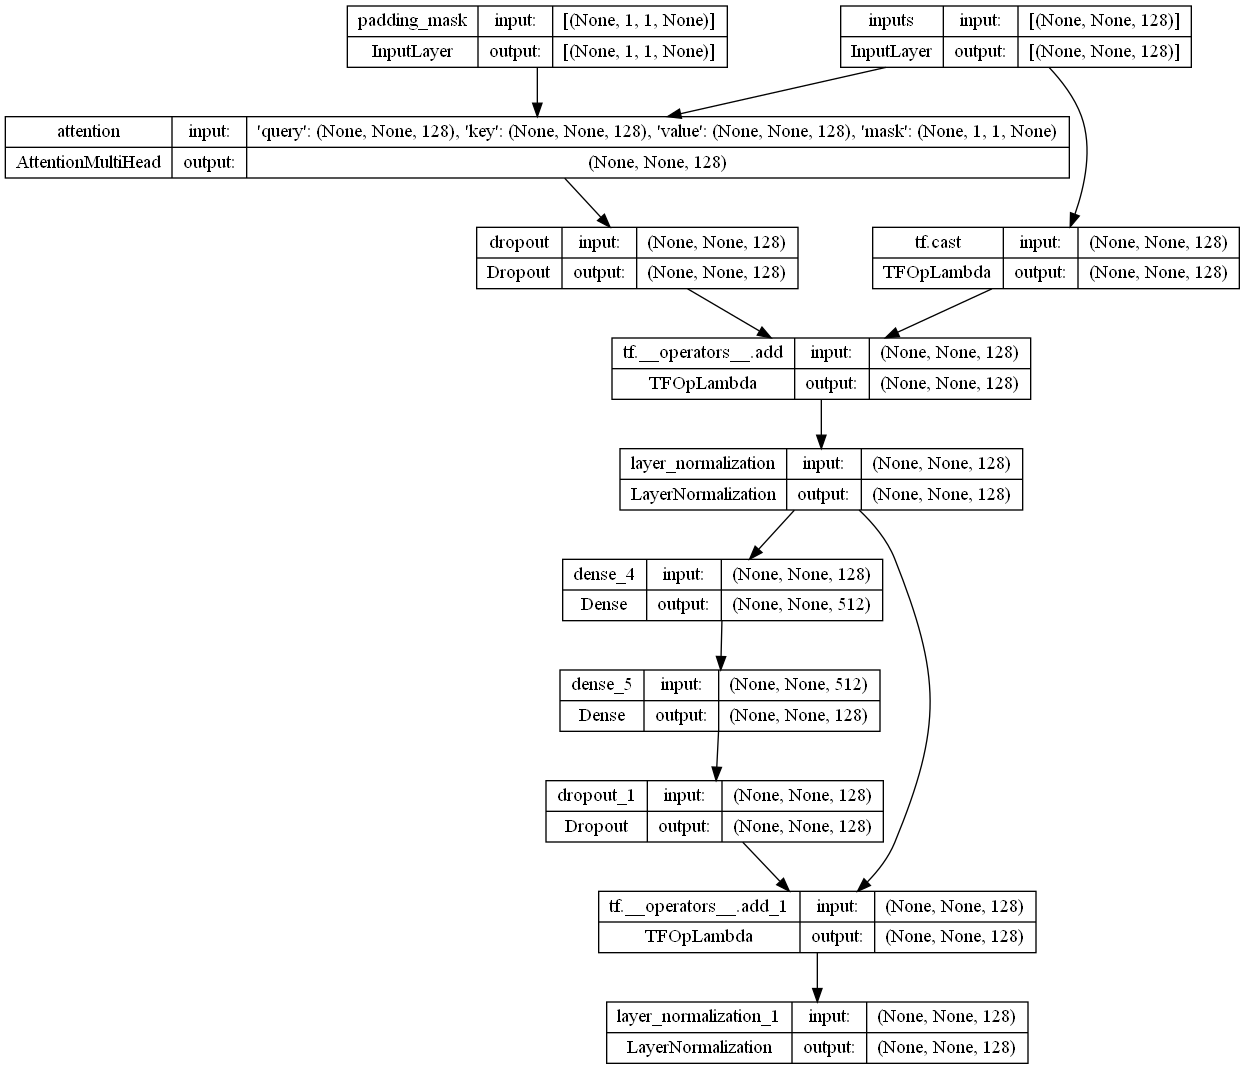 padding_mask input: [(None, 1, 1, None)]
InputLayer output: [(None, 1, 1, None)]
inputs input: [(None, None, 128)]
InputLayer output: [(None, None, 128)]
attention input: 'query': (None, None, 128), 'key': (None, None, 128), 'value': (None, None, 128), 'mask': (None, 1, 1, None)
AttentionMultiHead output: (None, None, 128)
dropout input: (None, None, 128)
Dropout output: (None, None, 128)
tf.cast input: (None, None, 128)
TFOpLambda output: (None, None, 128)
tf.__operators__.add input: (None, None, 128)
TFOpLambda output: (None, None, 128)
layer_normalization input: (None, None, 128)
LayerNormalization output: (None, None, 128)
dense_4 input: (None, None, 128)
Dense output: (None, None, 512)
dense_5 input: (None, None, 512)
Dense output: (None, None, 128)
dropout_1 input: (None, None, 128)
Dropout output: (None, None, 128)
tf.__operators__.add_1 input: (None, None, 128)
TFOpLambda output: (None, None, 128)
layer_normalization_1 input: (None, None, 128)
LayerNormalization output: (None, None, 128)